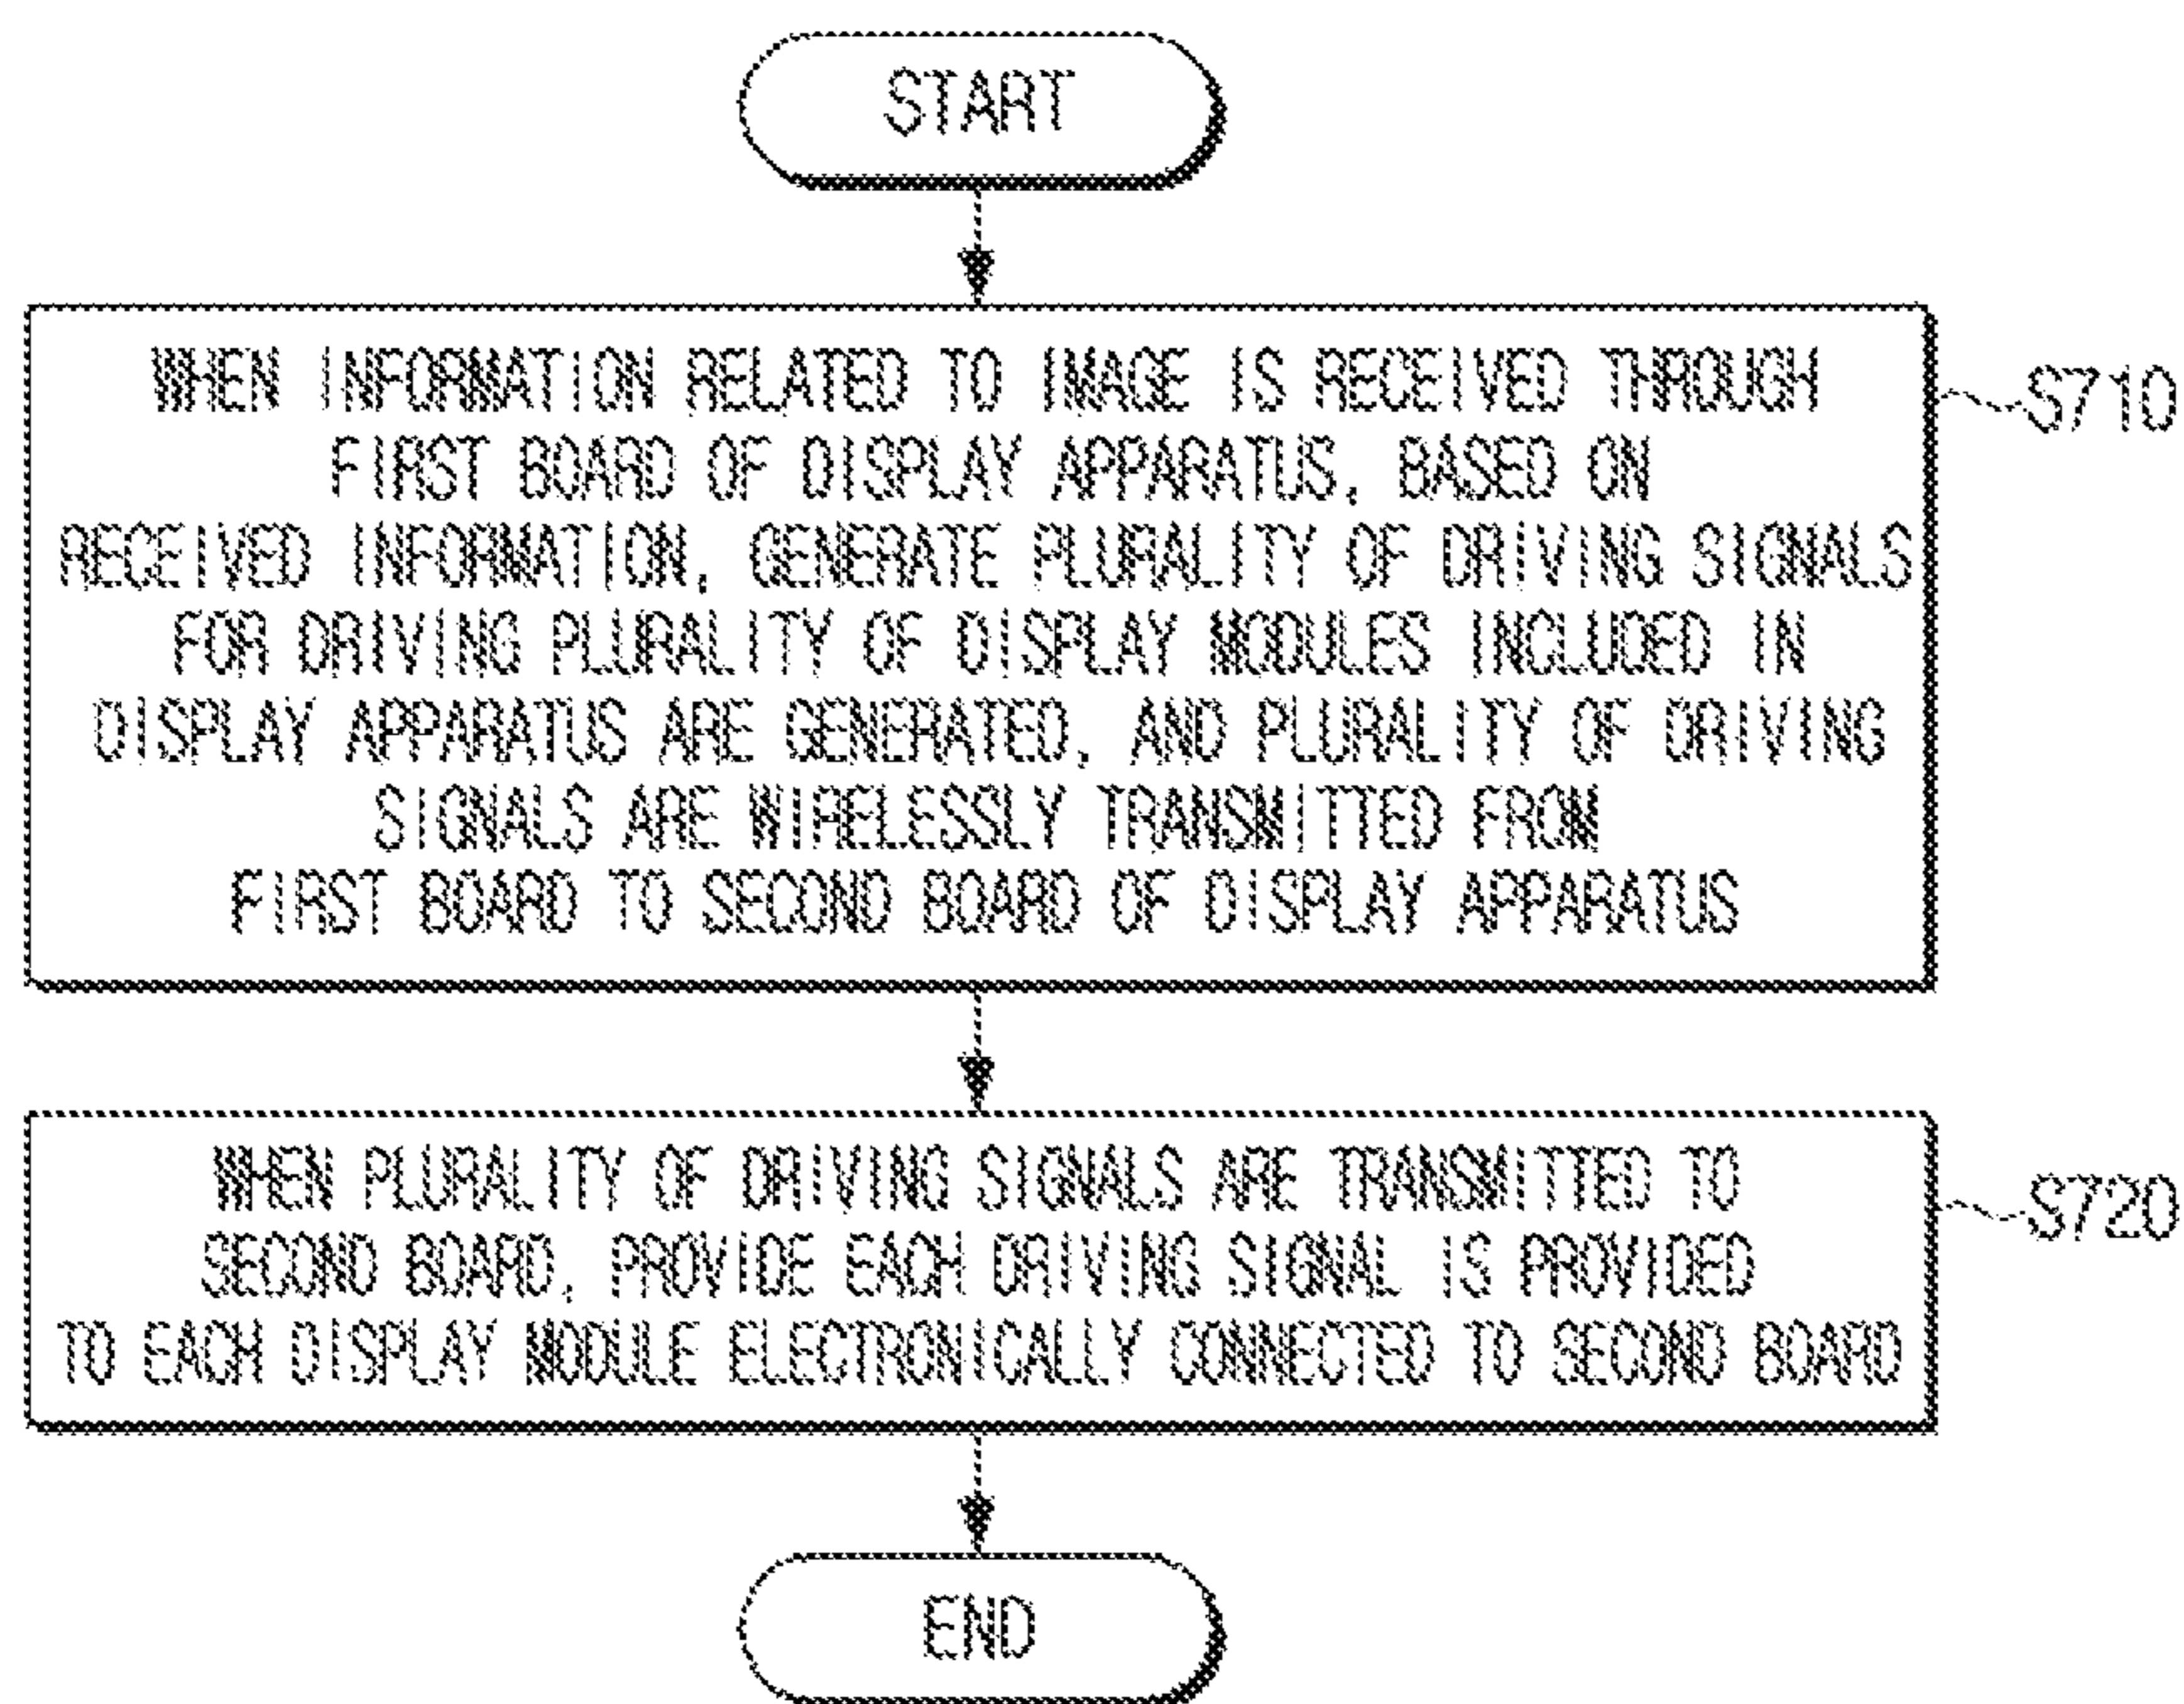 START
WHEN INFORMATION RELATED TO IMAGE IS RECEIVED THROUGH
FIRST BOARD OF DISPLAY APPARATUS, BASED ON
RECEIVED INFORMATION, GENERATE PLURALITY OF DRIVING SIGNALS
FOR DRIVING PLURALITY OF DISPLAY MODULES INCLUDED IN
DISPLAY APPARATUS ARE GENERATED, AND PLURALITY OF DRIVING
SIGNALS ARE WIRELESSLY TRANSMITTED FROM
FIRST BOARD TO SECOND BOARD OF DISPLAY APPARATUS
S710
WHEN PLURALITY OF DRIVING SIGNALS ARE TRANSMITTED TO
SECOND BOARD, PROVIDE EACH DRIVING SIGNAL IS PROVIDED
TO EACH DISPLAY MODULE ELECTRONICALLY CONNECTED TO SECOND BOARD
S720
END